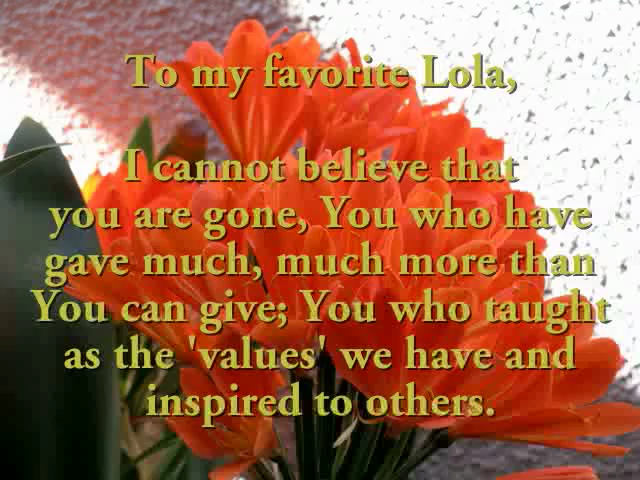 To my favorite Lola,
I cannot believe that
you are gone, You who have
gave much, much more than
You can give; You who taught
as the 'values' we have and
inspired to others.